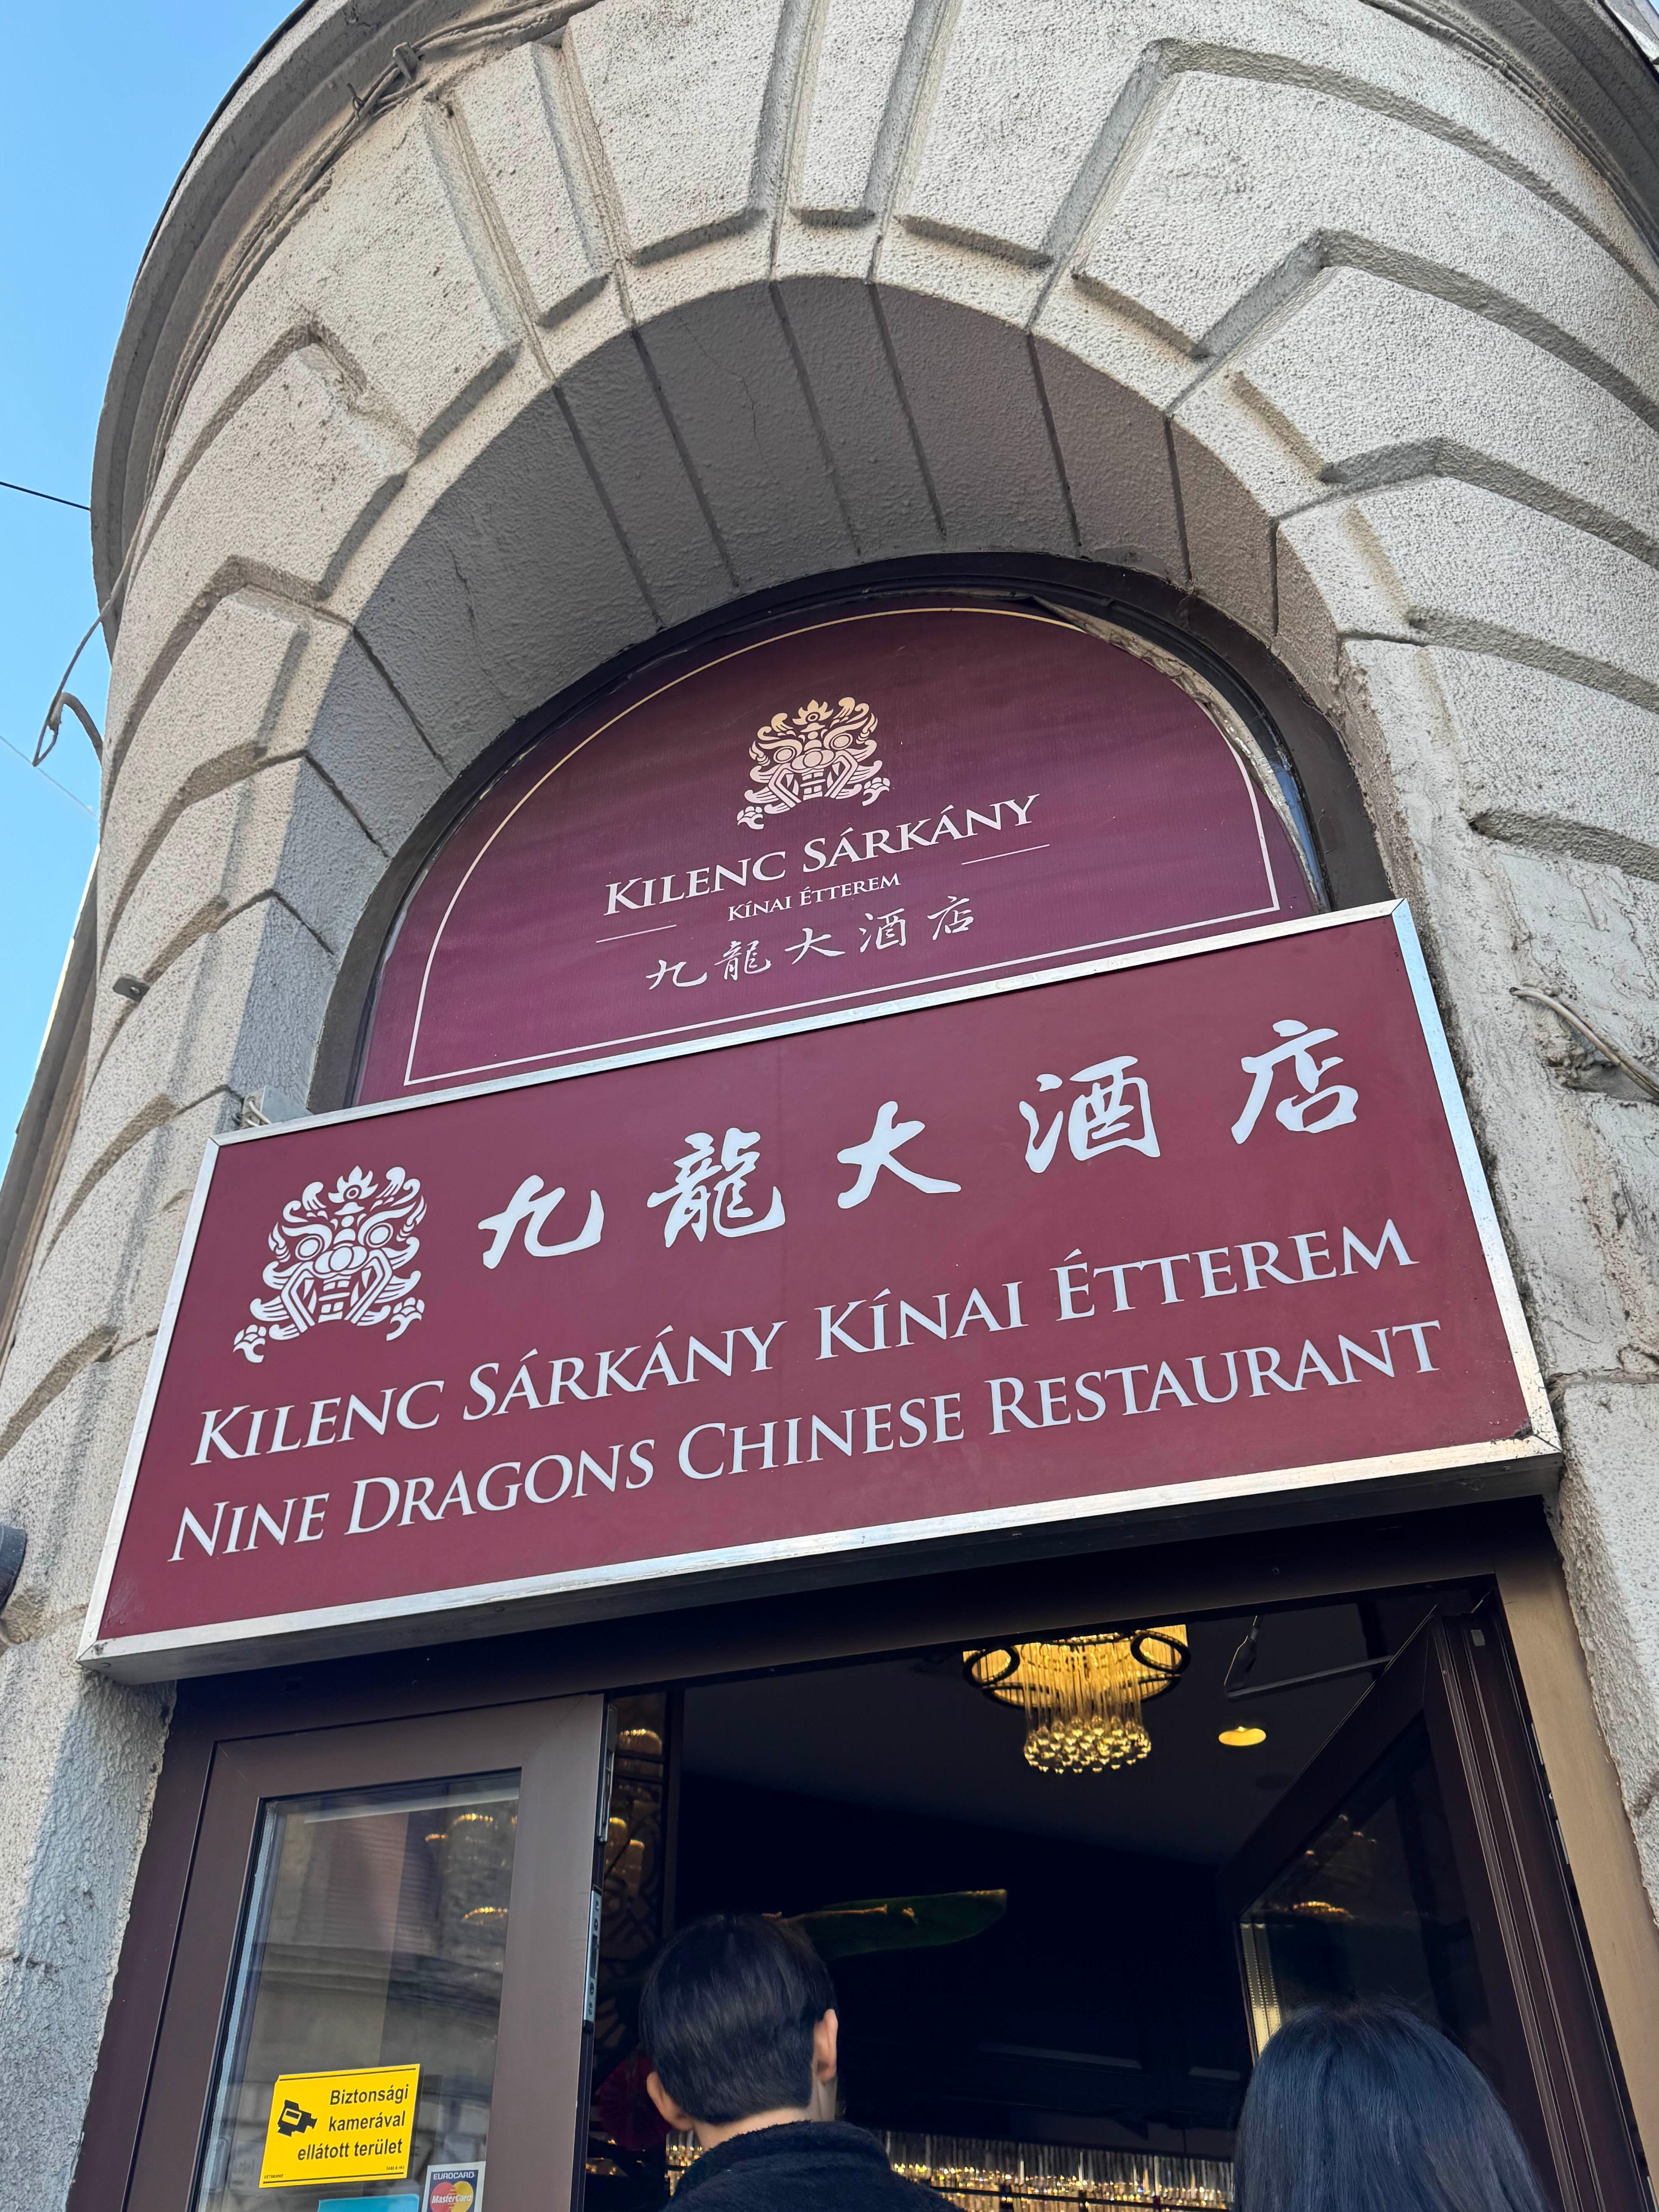 KILENC SÁRKÁNY
KÍNAI ÉTTEREM
九龍大酒店
九龍大酒店
KILENC SÁRKÁNY KÍNAI ÉTTEREM
NINE DRAGONS CHINESE RESTAURANT
Biztonsági
kamerával
ellátott terület
EUROCARD
MasterCard